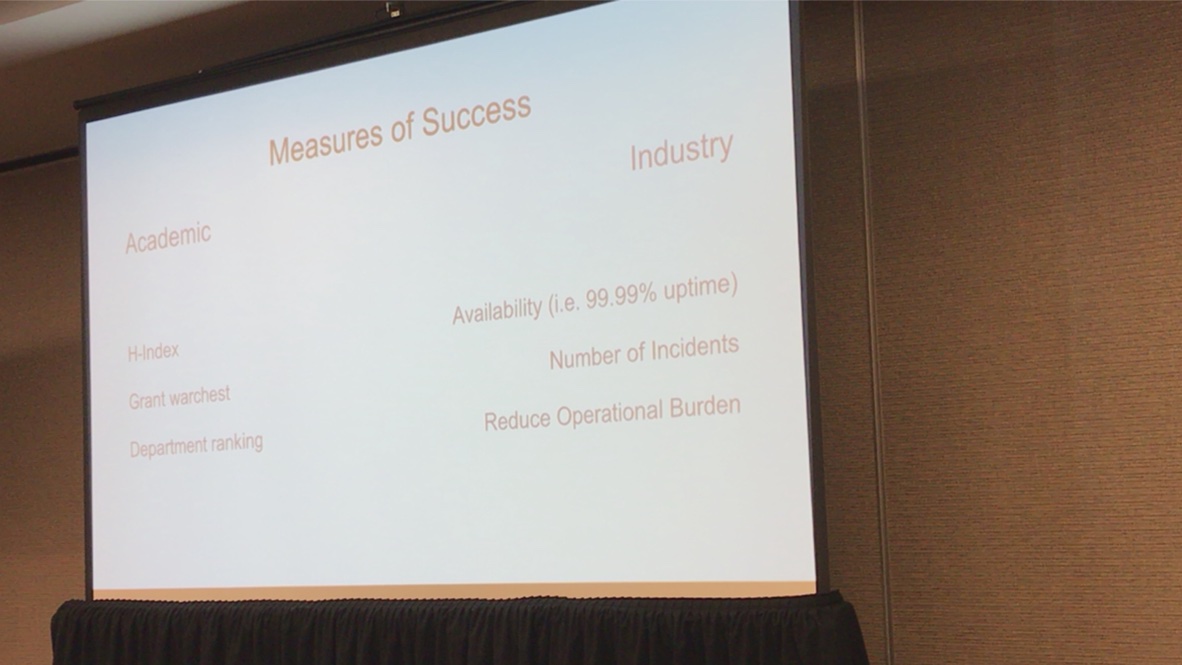 Measures of Success
Academic
H-Index
Grant warchest
Department ranking
Industry
Availability (i.e. 99.99% uptime)
Number of Incidents
Reduce Operational Burden